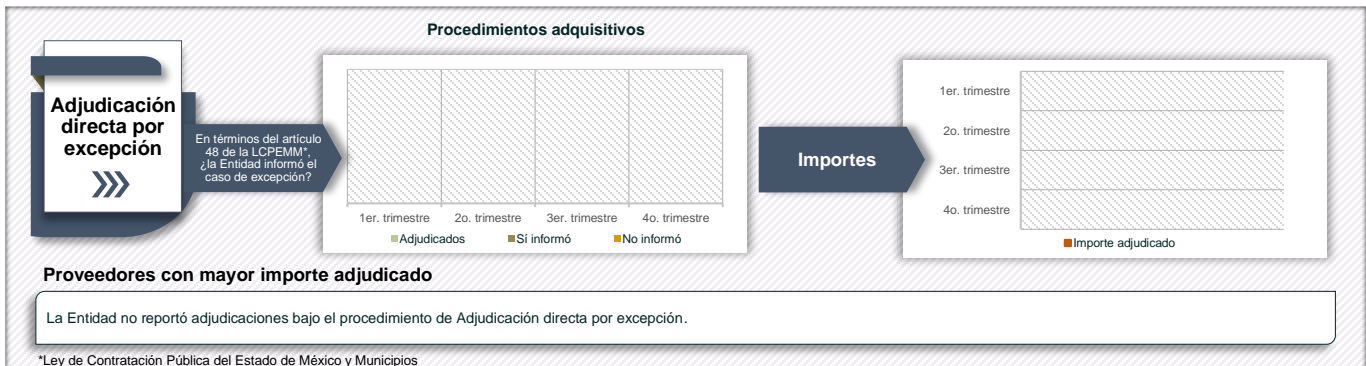 Procedimientos adquisitivos
Adjudicación
directa por
excepción
En términos del artículo
48 de la LCPEMM*,
¿la Entidad informó el
caso de excepción?
1er. trimestre
2o. trimestre
3er. trimestre
4o. trimestre
Adjudicados
Sí informó
No informó
Importes
1er. trimestre
2o. trimestre
3er. trimestre
4o. trimestre
Importe adjudicado
Proveedores con mayor importe adjudicado
La Entidad no reportó adjudicaciones bajo el procedimiento de Adjudicación directa por excepción.
*Ley de Contratación Pública del Estado de México y Municipios